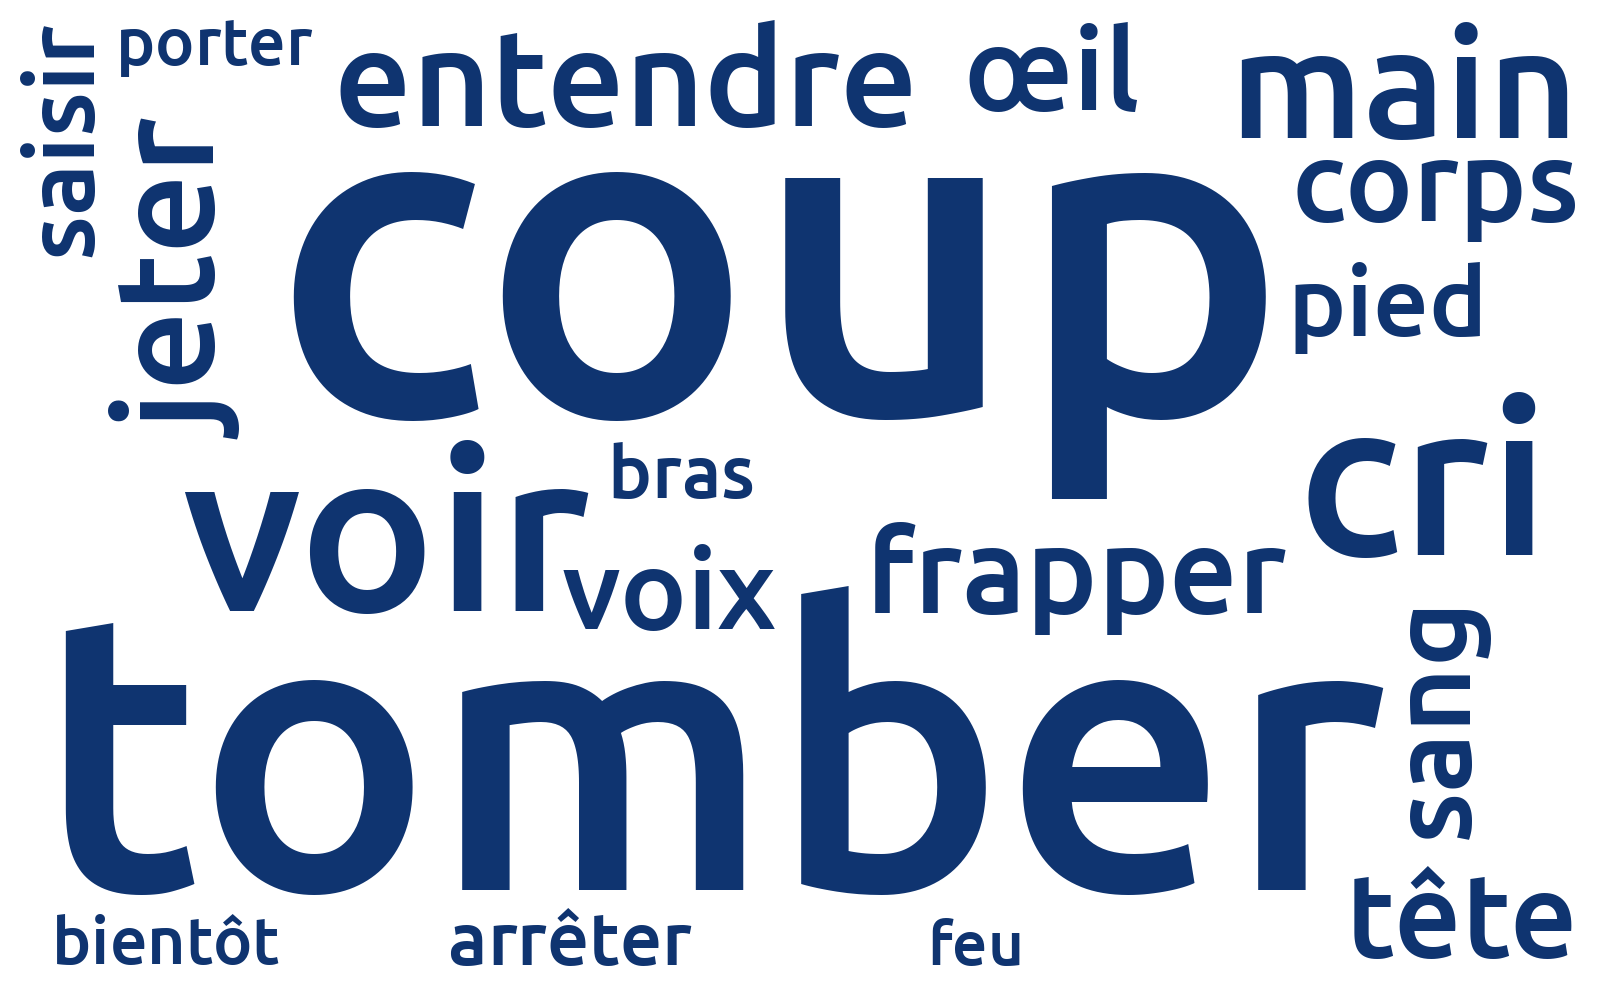 porter
entendre
œil
main
saisir
jeter
coup
corps
pied
voir
bras
cri
voix
frapper
tomber
sang
tête
bientôt
arrêter
feu